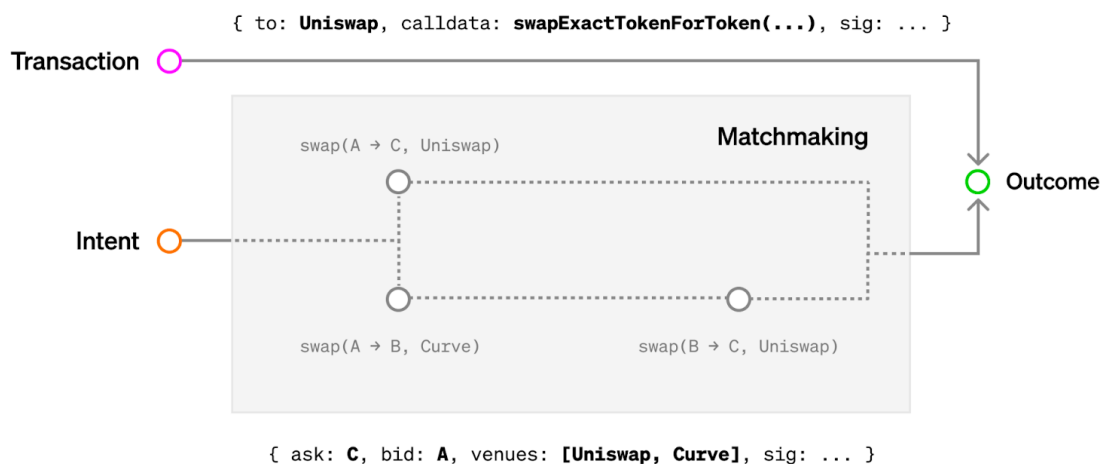 { to: Uniswap, calldata: swapExactTokenForToken(...), sig: ... }
Transaction
Matchmaking
swap(A → C, Uniswap)
Outcome
Intent
swap(A → B, Curve)
swap(B → C, Uniswap)
{ ask: C, bid: A, venues: [Uniswap, Curve], sig: ... }